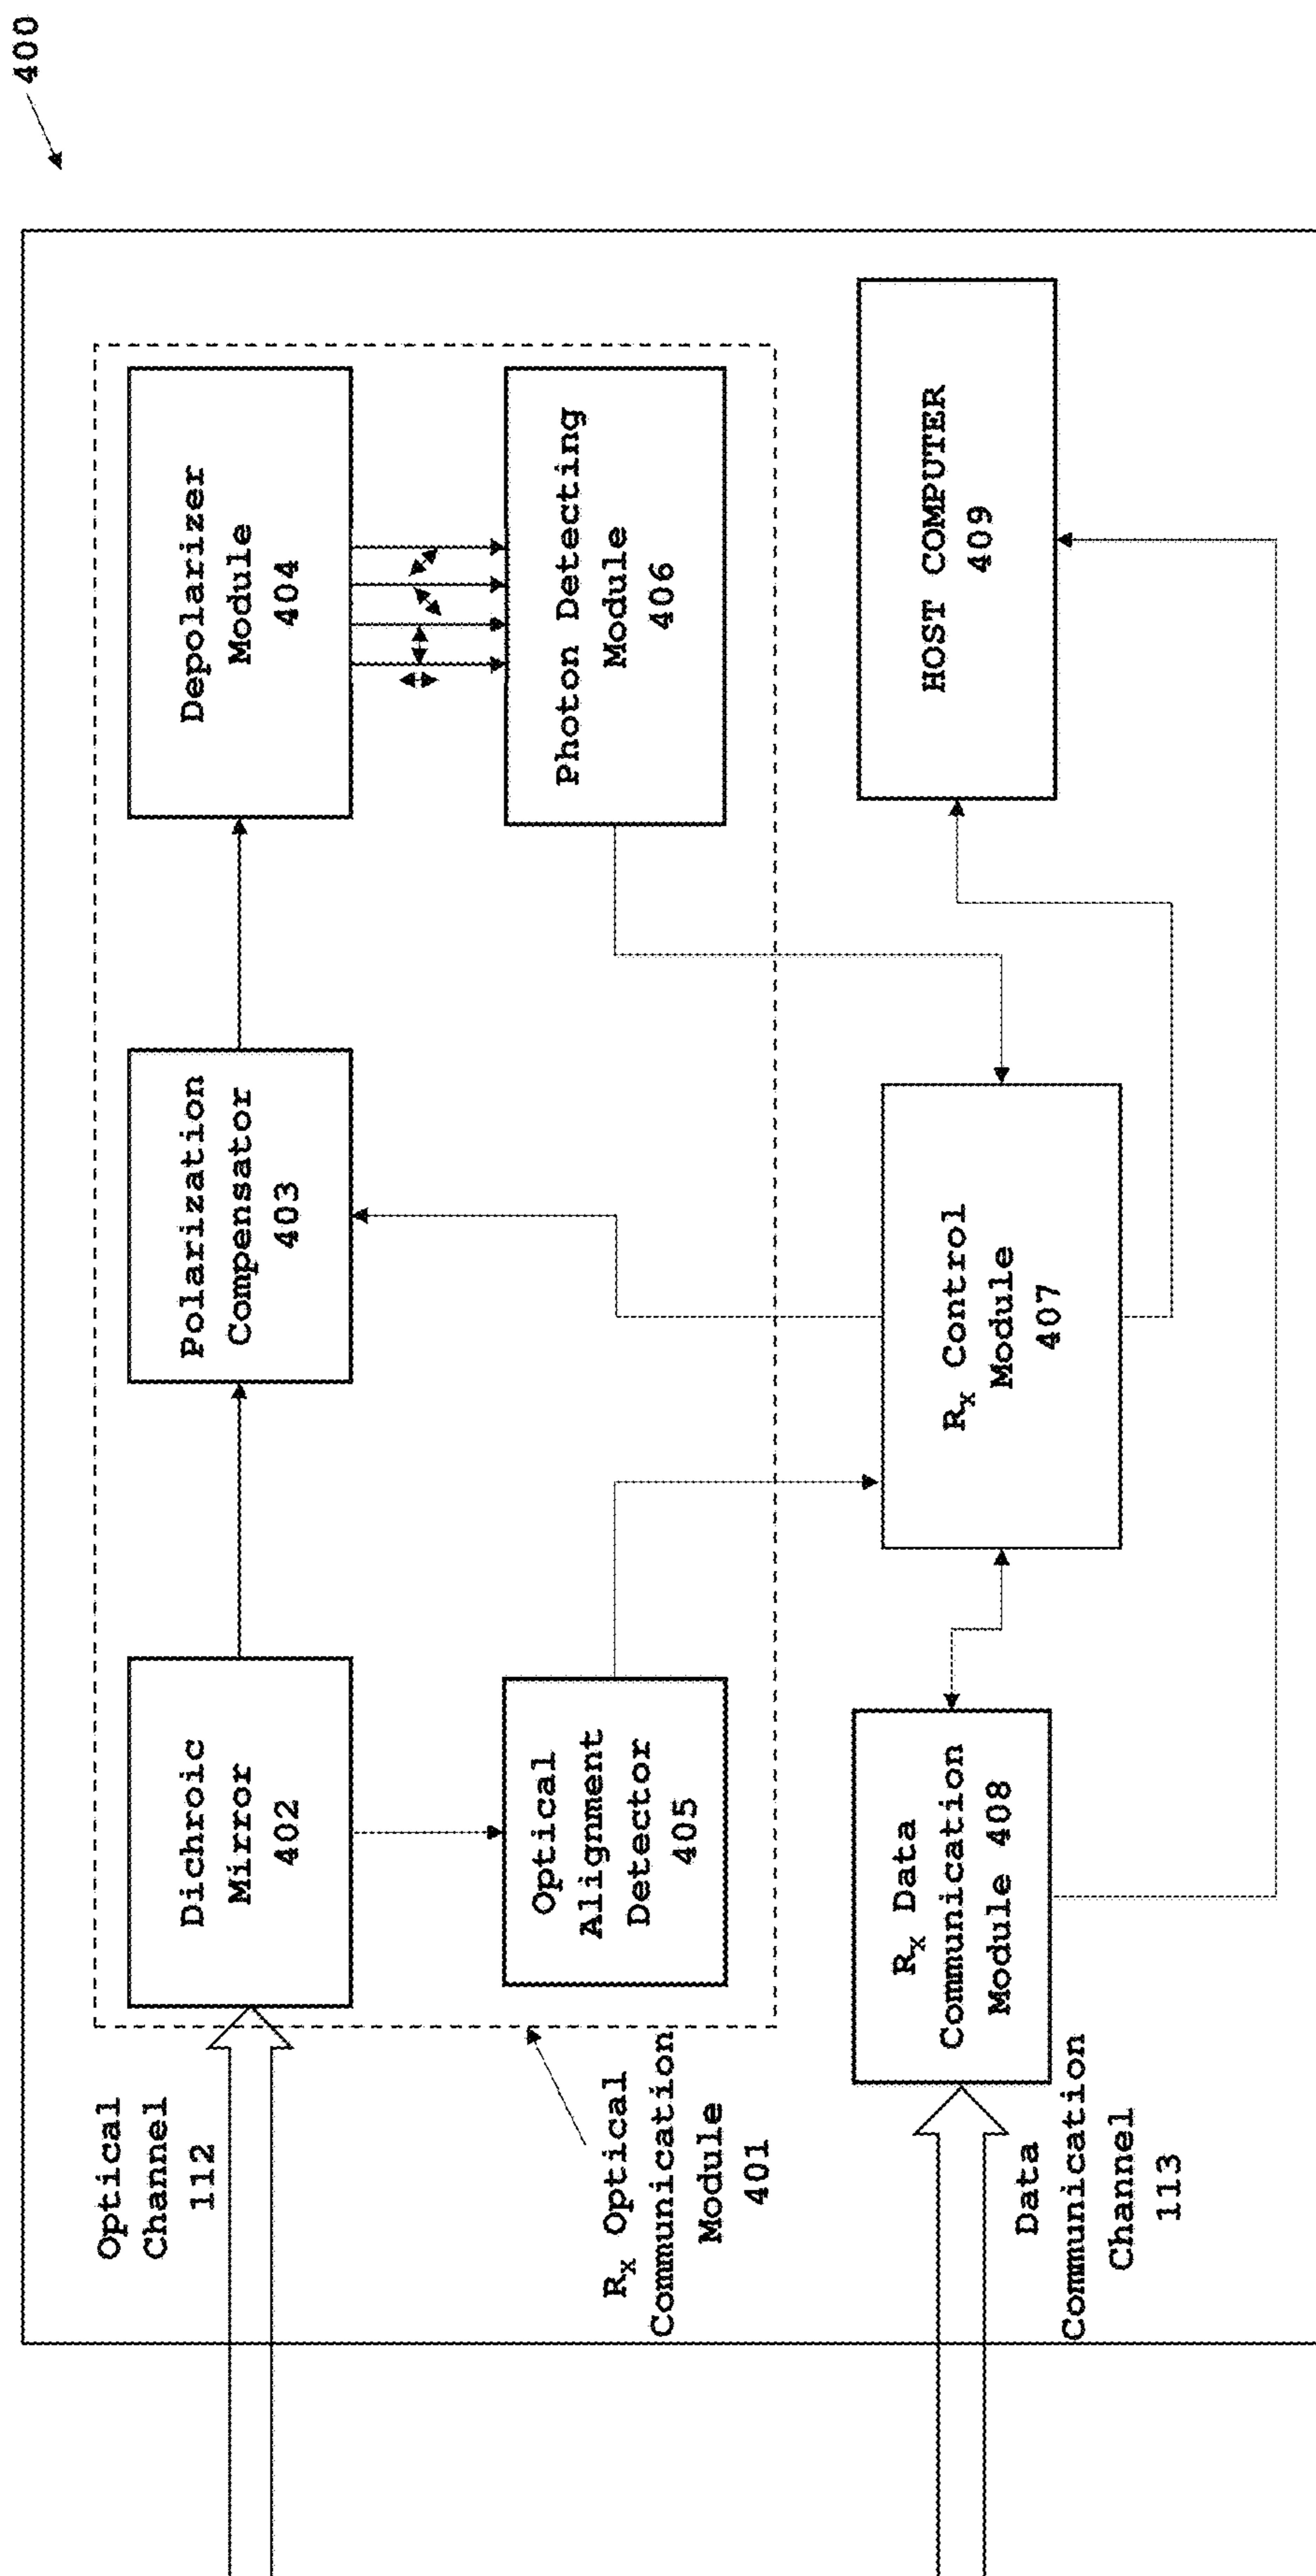 400
Optical
Channel
112
Dichroic
Mirror
402
Polarization
Compensator
403
Depolarizer
Module
404
Rx Optical
Communication
Module
401
Optical
Alignment
Detector
405
Photon Detecting
Module
406
Data
Communication
Channel
113
Rx Data
Communication
Module 408
Rx Control
Module
407
HOST COMPUTER
409